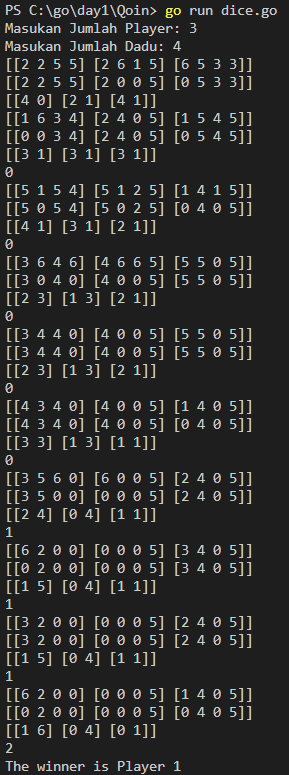 PS C:\go\day1\Qoin> go run dice.go
Masukan Jumlah Player: 3
Masukan Jumlah Dadu: 4
[[2 2 5 5] [2 6 1 5] [6 5 3 3]]
[[2 2 5 5] [2 0 0 5] [0 5 3 3]]
[[4 0] [2 1] [4 1]]
[[1 6 3 4] [2 4 0 5] [1 5 4 5]]
[[0 0 3 4] [2 4 0 5] [0 5 4 5]]
[[3 1] [3 1] [3 1]]
0
[[5 1 5 4] [5 1 2 5] [1 4 1 5]]
[[5 0 5 4] [5 0 2 5] [0 4 0 5]]
[[4 1] [3 1] [2 1]]
0
[[3 6 4 6] [4 6 6 5] [5 5 0 5]]
[[3 0 4 0] [4 0 0 5] [5 5 0 5]]
[[2 3] [1 3] [2 1]]
0
[[3 4 4 0] [4 0 0 5] [5 5 0 5]]
[[3 4 4 0] [4 0 0 5] [5 5 0 5]]
[[2 3] [1 3] [2 1]]
0
[[4 3 4 0] [4 0 0 5] [1 4 0 5]]
[[4 3 4 0] [4 0 0 5] [0 4 0 5]]
[[3 3] [1 3] [1 1]]
0
[[3 5 6 0] [6 0 0 5] [2 4 0 5]]
[[3 5 0 0] [0 0 0 5] [2 4 0 5]]
[[2 4] [0 4] [1 1]]
1
[[6 2 0 0] [0 0 0 5] [3 4 0 5]]
[[0 2 0 0] [0 0 0 5] [3 4 0 5]]
[[1 5] [0 4] [1 1]]
1
[[3 2 0 0] [0 0 0 5] [2 4 0 5]]
[[3 2 0 0] [0 0 0 5] [2 4 0 5]]
[[1 5] [0 4] [1 1]]
1
[[6 2 0 0] [0 0 0 5] [1 4 0 5]]
[[0 2 0 0] [0 0 0 5] [0 4 0 5]]
[[1 6] [0 4] [0 1]]
2
The winner is Player 1